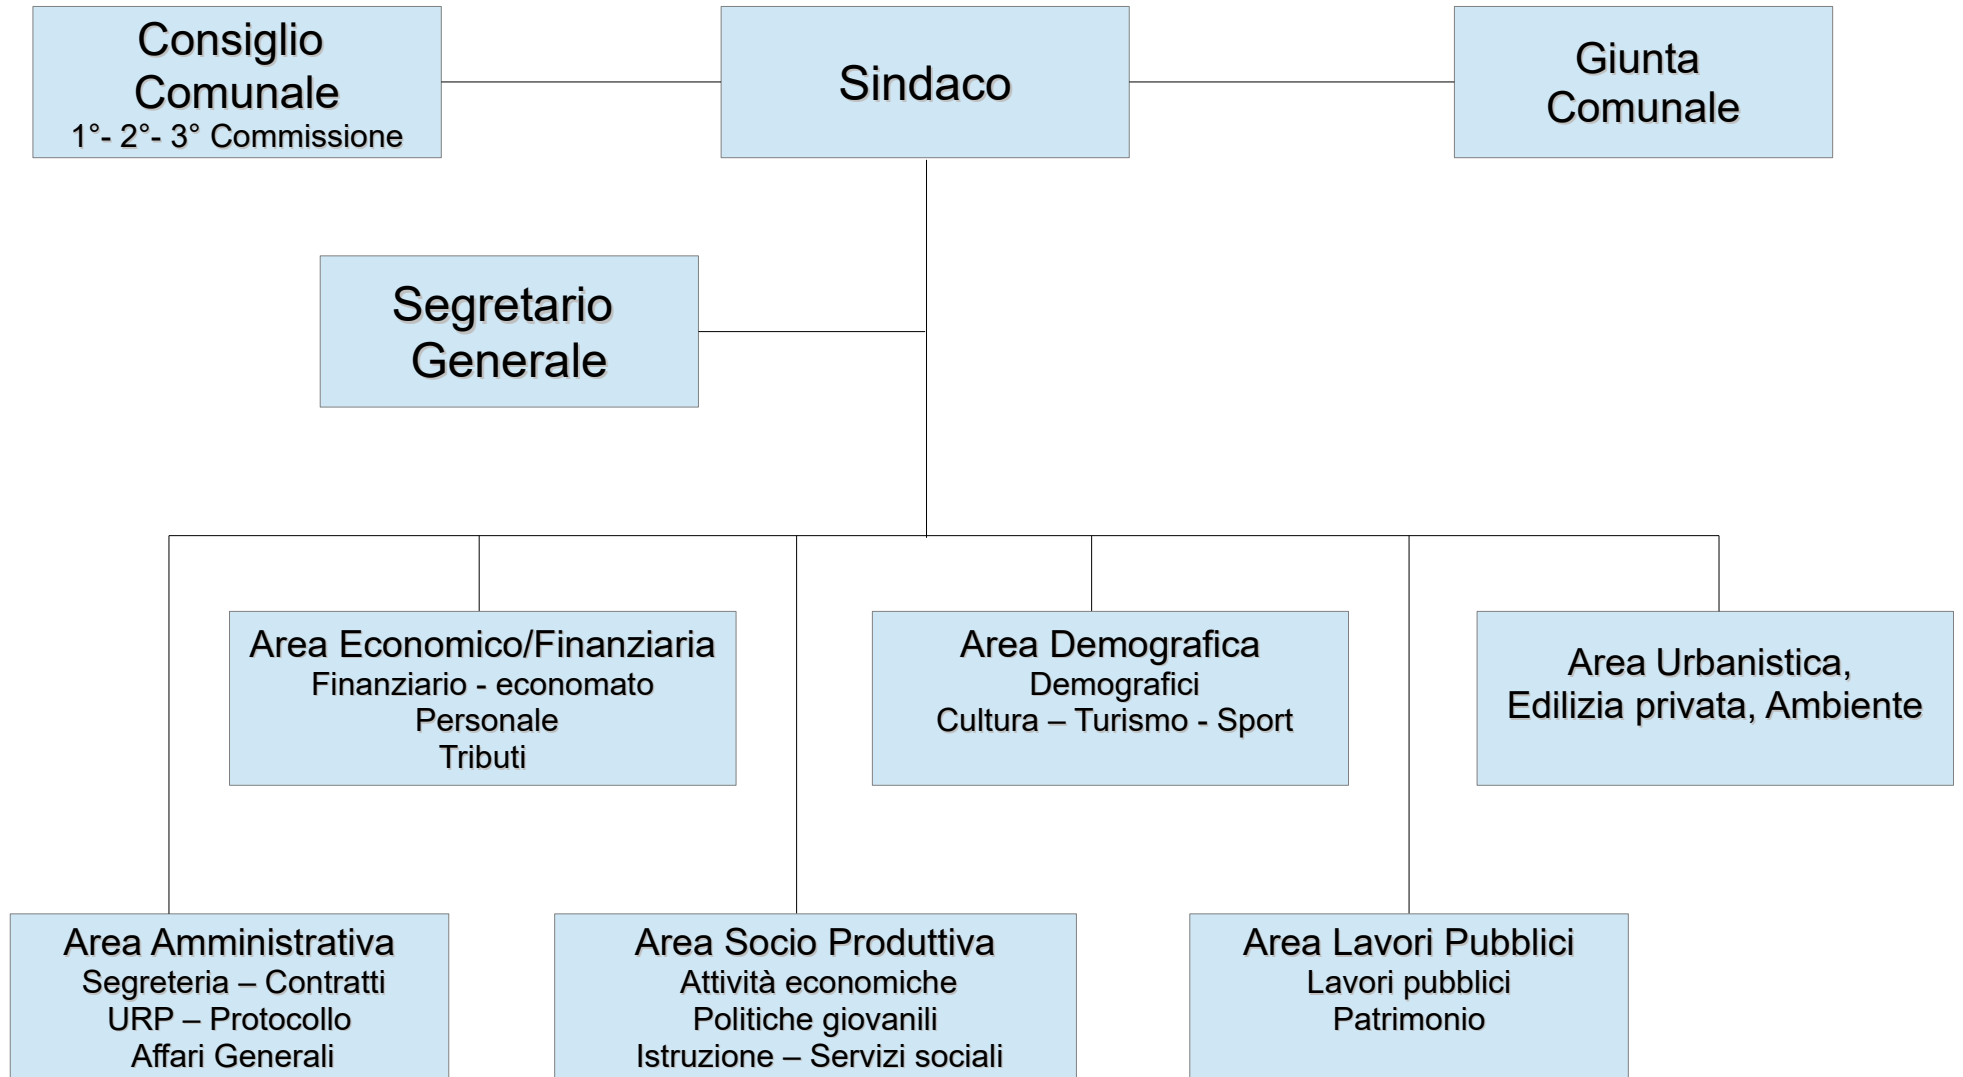 Consiglio
Comunale
1°- 2°- 3° Commissione
Sindaco
Giunta
Comunale
Segretario
Generale
Area Economico/Finanziaria
Finanziario - economato
Personale
Tributi
Area Demografica
Demografici
Cultura – Turismo - Sport
Area Urbanistica,
Edilizia privata, Ambiente
Area Amministrativa
Segreteria – Contratti
URP – Protocollo
Affari Generali
Area Socio Produttiva
Attività economiche
Politiche giovanili
Istruzione – Servizi sociali
Area Lavori Pubblici
Lavori pubblici
Patrimonio